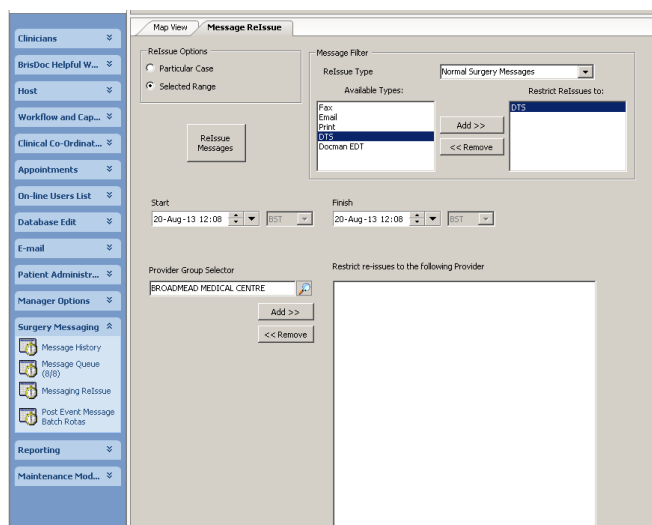 Map View
Message ReIssue
Clinicians
BrisDoc Helpful W...
Host
Workflow and Cap...
Clinical Co-Ordinat...
Appointments
On-line Users List
Database Edit
E-mail
Patient Administr...
Manager Options
Surgery Messaging
Message History
Message Queue
(8/8)
Messaging ReIssue
Post Event Message
Batch Rotas
Reporting
Maintenance Mod...
ReIssue Options
Particular Case
Selected Range
ReIssue
Messages
Message Filter
ReIssue Type
Normal Surgery Messages
Available Types:
Restrict ReIssues to:
Fax
Email
Print
DTS
Docman EDT
Add >>
<< Remove
DTS
Start
Finish
20-Aug-13 12:08
BST
20-Aug-13 12:08
BST
Provider Group Selector
Restrict re-issues to the following Provider
BROADMEAD MEDICAL CENTRE
Add >>
<< Remove